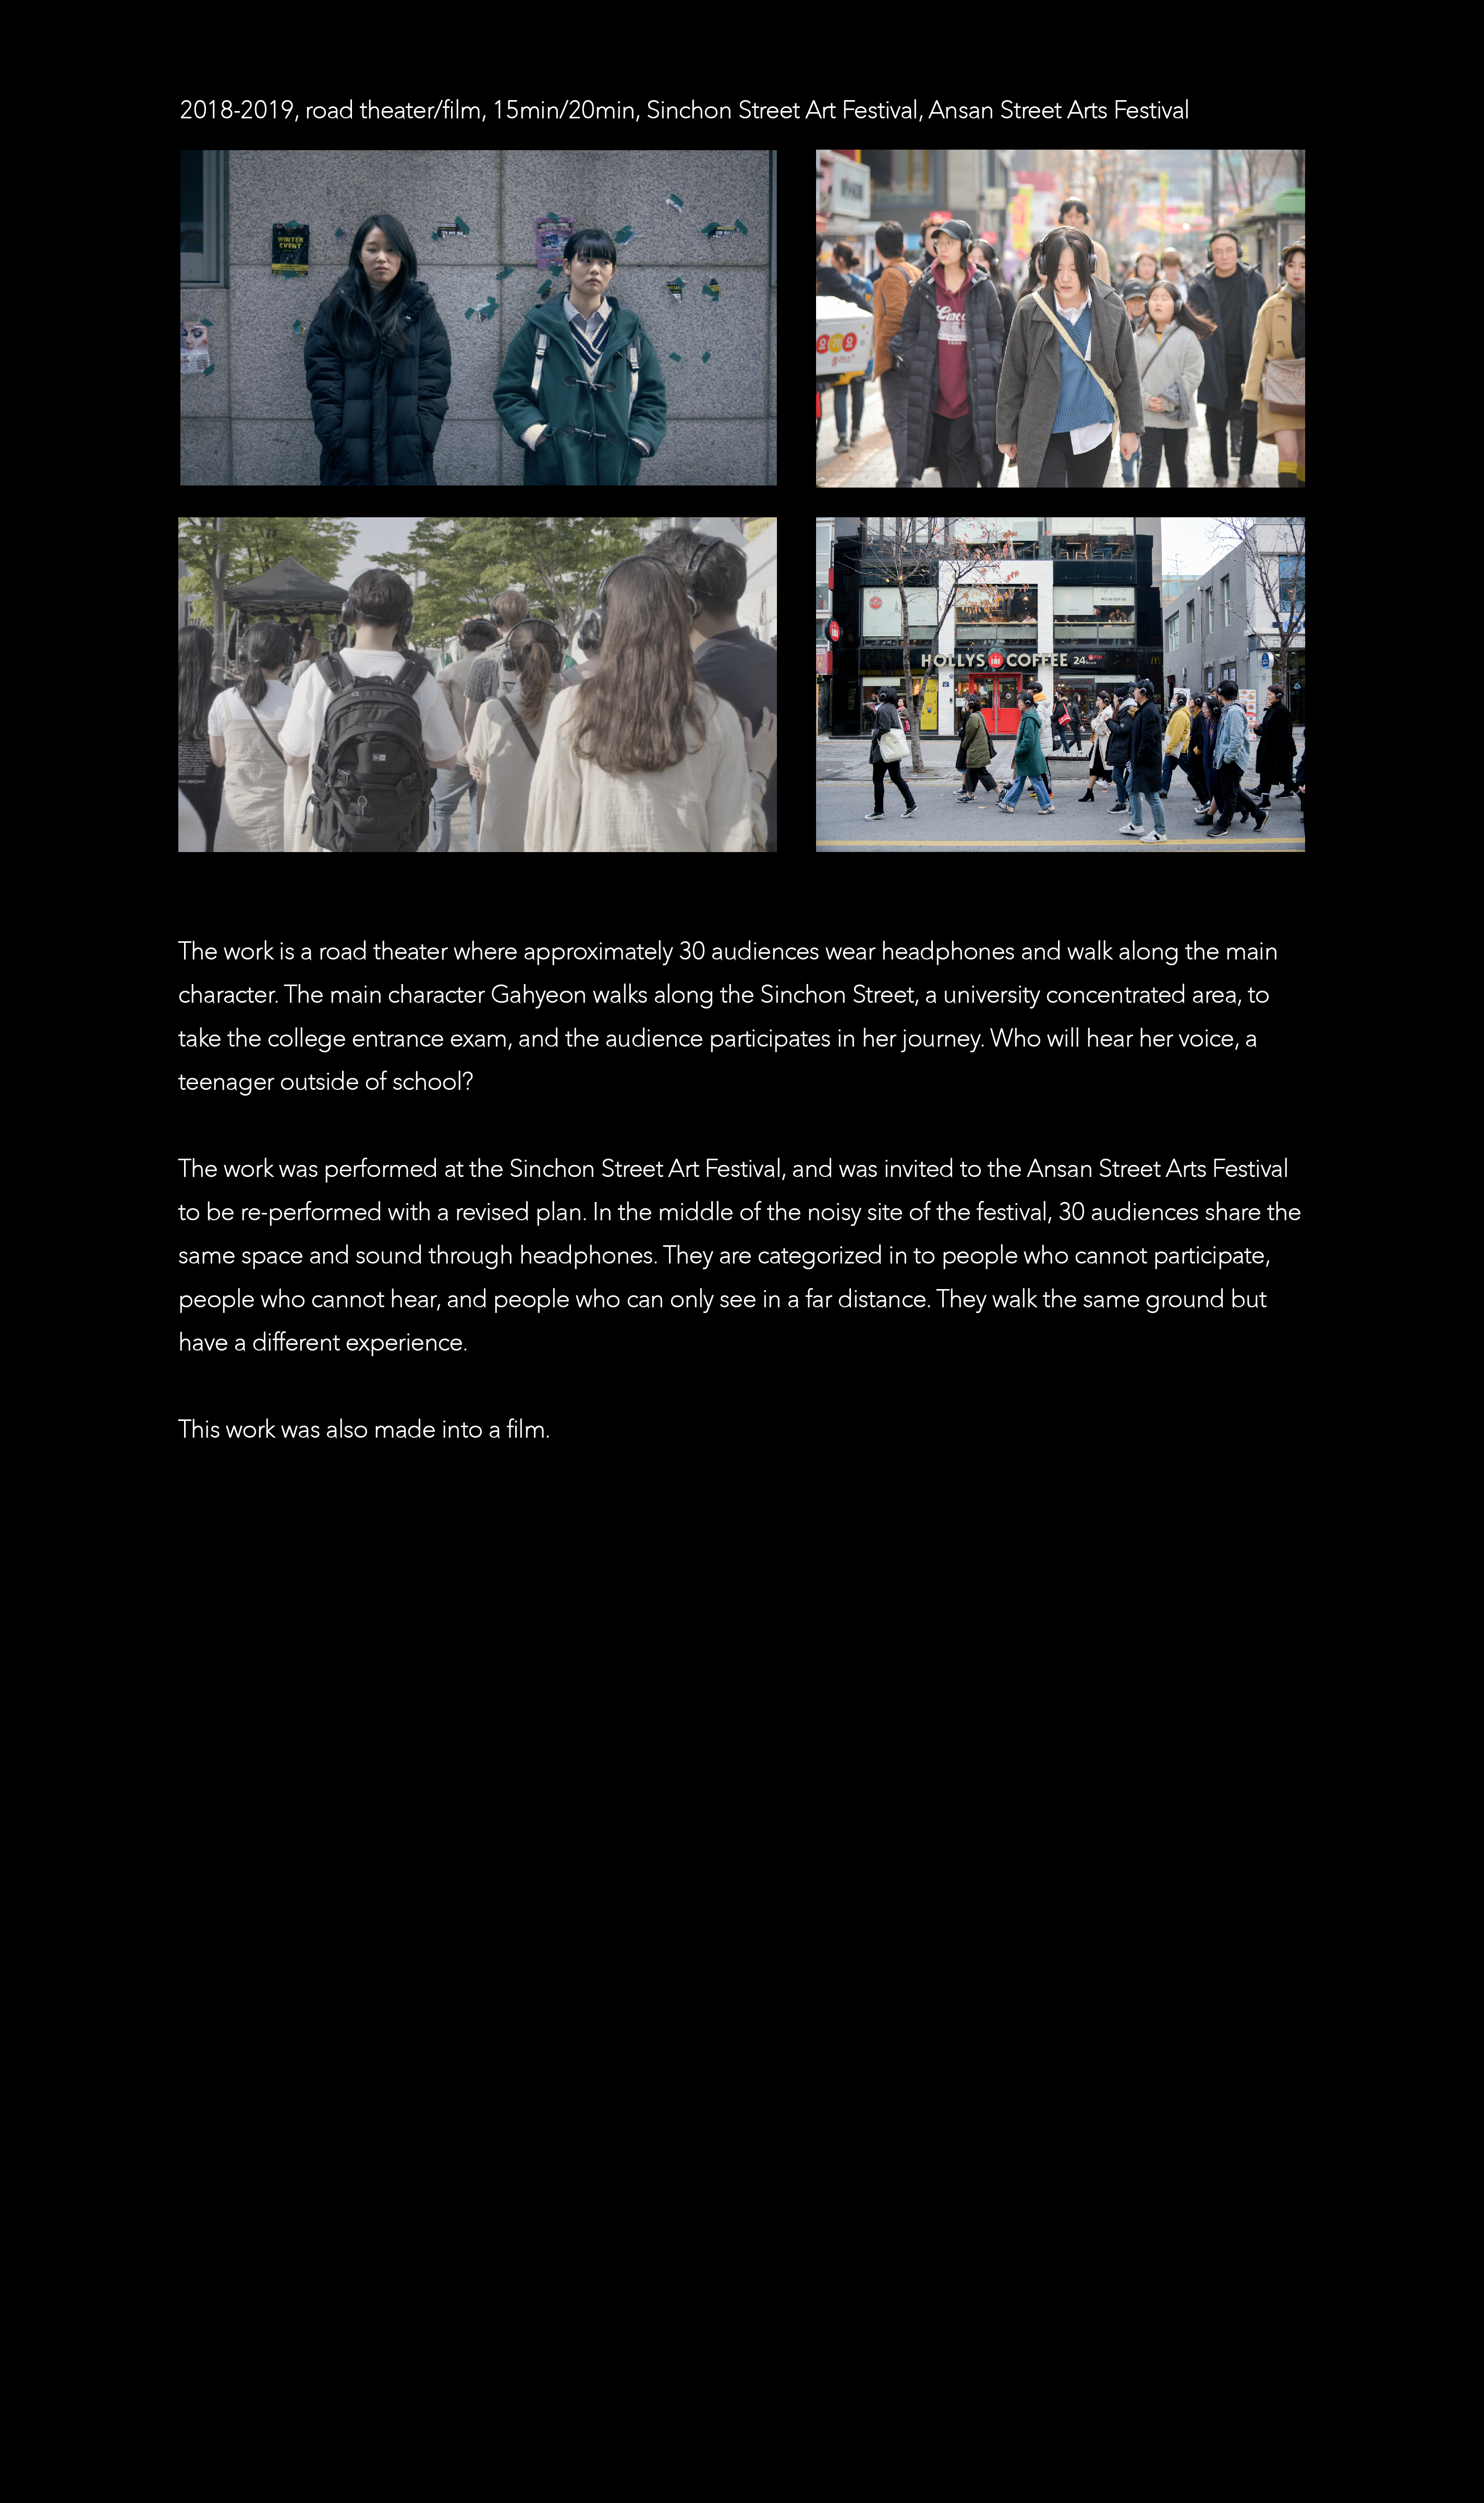 2018-2019, road theater/film, 15min/20min, Sinchon Street Art Festival, Ansan Street Arts Festival
WINTER
EVENT
요기요
플러스+
HOLLYS COFFEE 24
The work is a road theater where approximately 30 audiences wear headphones and walk along the main
character. The main character Gahyeon walks along the Sinchon Street, a university concentrated area, to
take the college entrance exam, and the audience participates in her journey. Who will hear her voice, a
teenager outside of school?
The work was performed at the Sinchon Street Art Festival, and was invited to the Ansan Street Arts Festival
to be re-performed with a revised plan. In the middle of the noisy site of the festival, 30 audiences share the
same space and sound through headphones. They are categorized in to people who cannot participate,
people who cannot hear, and people who can only see in a far distance. They walk the same ground but
have a different experience.
This work was also made into a film.